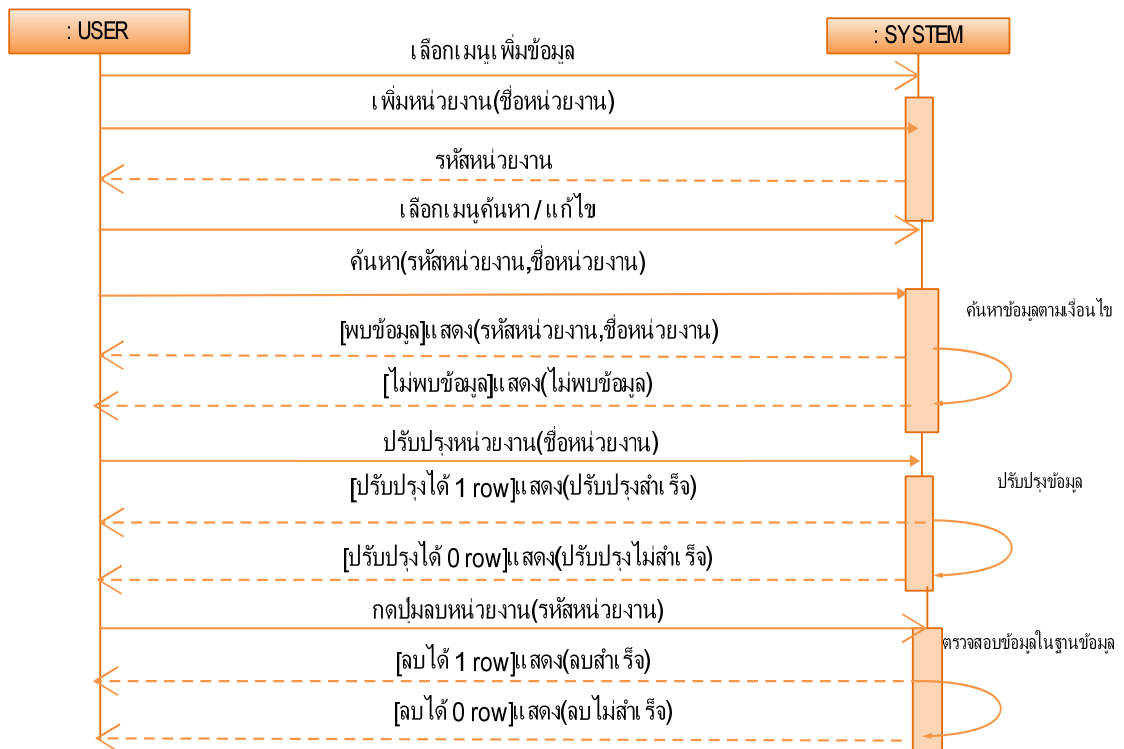 : USER
: SYSTEM
เลือกเมนูเพิ่มข้อมูล
เพิ่มหน่วยงาน(ชื่อหน่วยงาน)
รหัสหน่วยงาน
เลือกเมนูค้นหา / แก้ไข
ค้นหา(รหัสหน่วยงาน,ชื่อหน่วยงาน)
ค้นหาข้อมูลตามเงื่อนไข
[พบข้อมูล]แสดง(รหัสหน่วยงาน,ชื่อหน่วยงาน)
[ไม่พบข้อมูล]แสดง(ไม่พบข้อมูล)
ปรับปรุงหน่วยงาน(ชื่อหน่วยงาน)
ปรับปรุงข้อมูล
[ปรับปรุงได้ 1 row]แสดง(ปรับปรุงสำเร็จ)
[ปรับปรุงได้ 0 row]แสดง(ปรับปรุงไม่สำเร็จ)
กดปุ่มลบหน่วยงาน(รหัสหน่วยงาน)
ตรวจสอบข้อมูลในฐานข้อมูล
[ลบได้ 1 row]แสดง(ลบสำเร็จ)
[ลบได้ 0 row]แสดง(ลบไม่สำเร็จ)